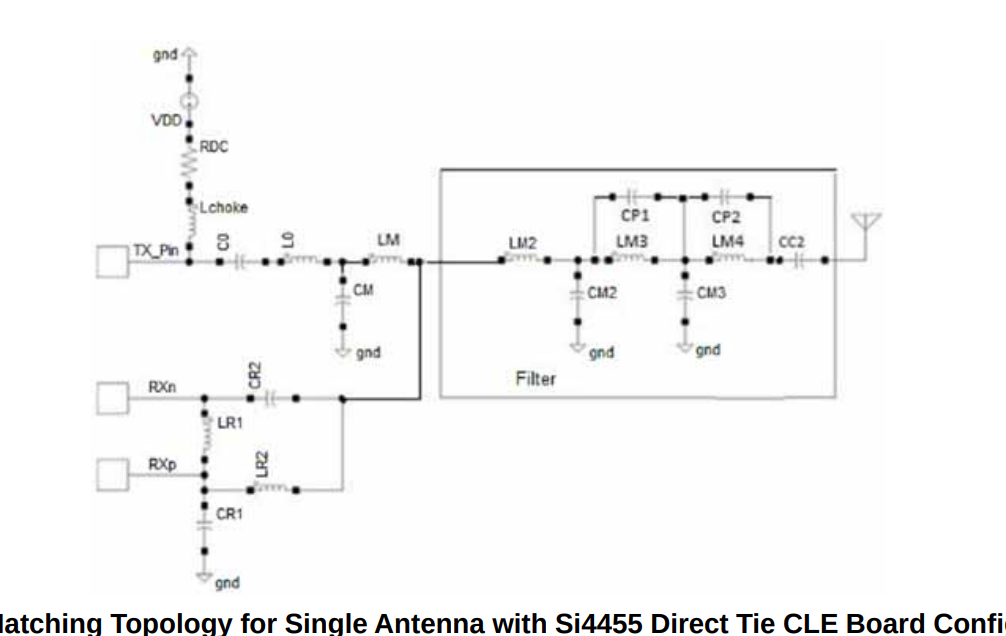 gnd
VDD
RDC
Lchoke
TX_Pin
C0
L0
LM
CM
gnd
LM2
CP1
CP2
LM3
LM4
CC2
CM2
CM3
gnd
gnd
Filter
RXn
CR2
LR1
RXp
LR2
CR1
gnd
latching Topology for Single Antenna with Si4455 Direct Tie CLE Board Confi